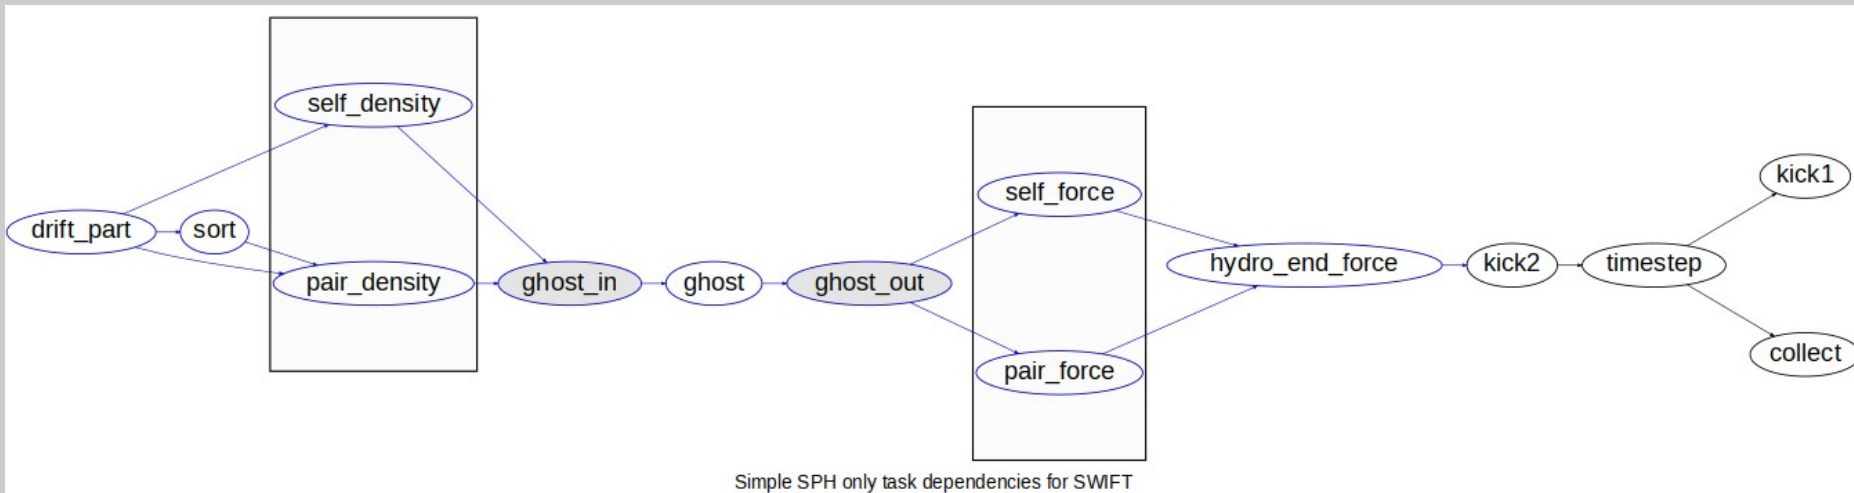 self_density
drift_part
sort
pair_density
ghost_in
ghost
ghost_out
self_force
pair_force
hydro_end_force
kick2
timestep
kick1
collect
Simple SPH only task dependencies for SWIFT